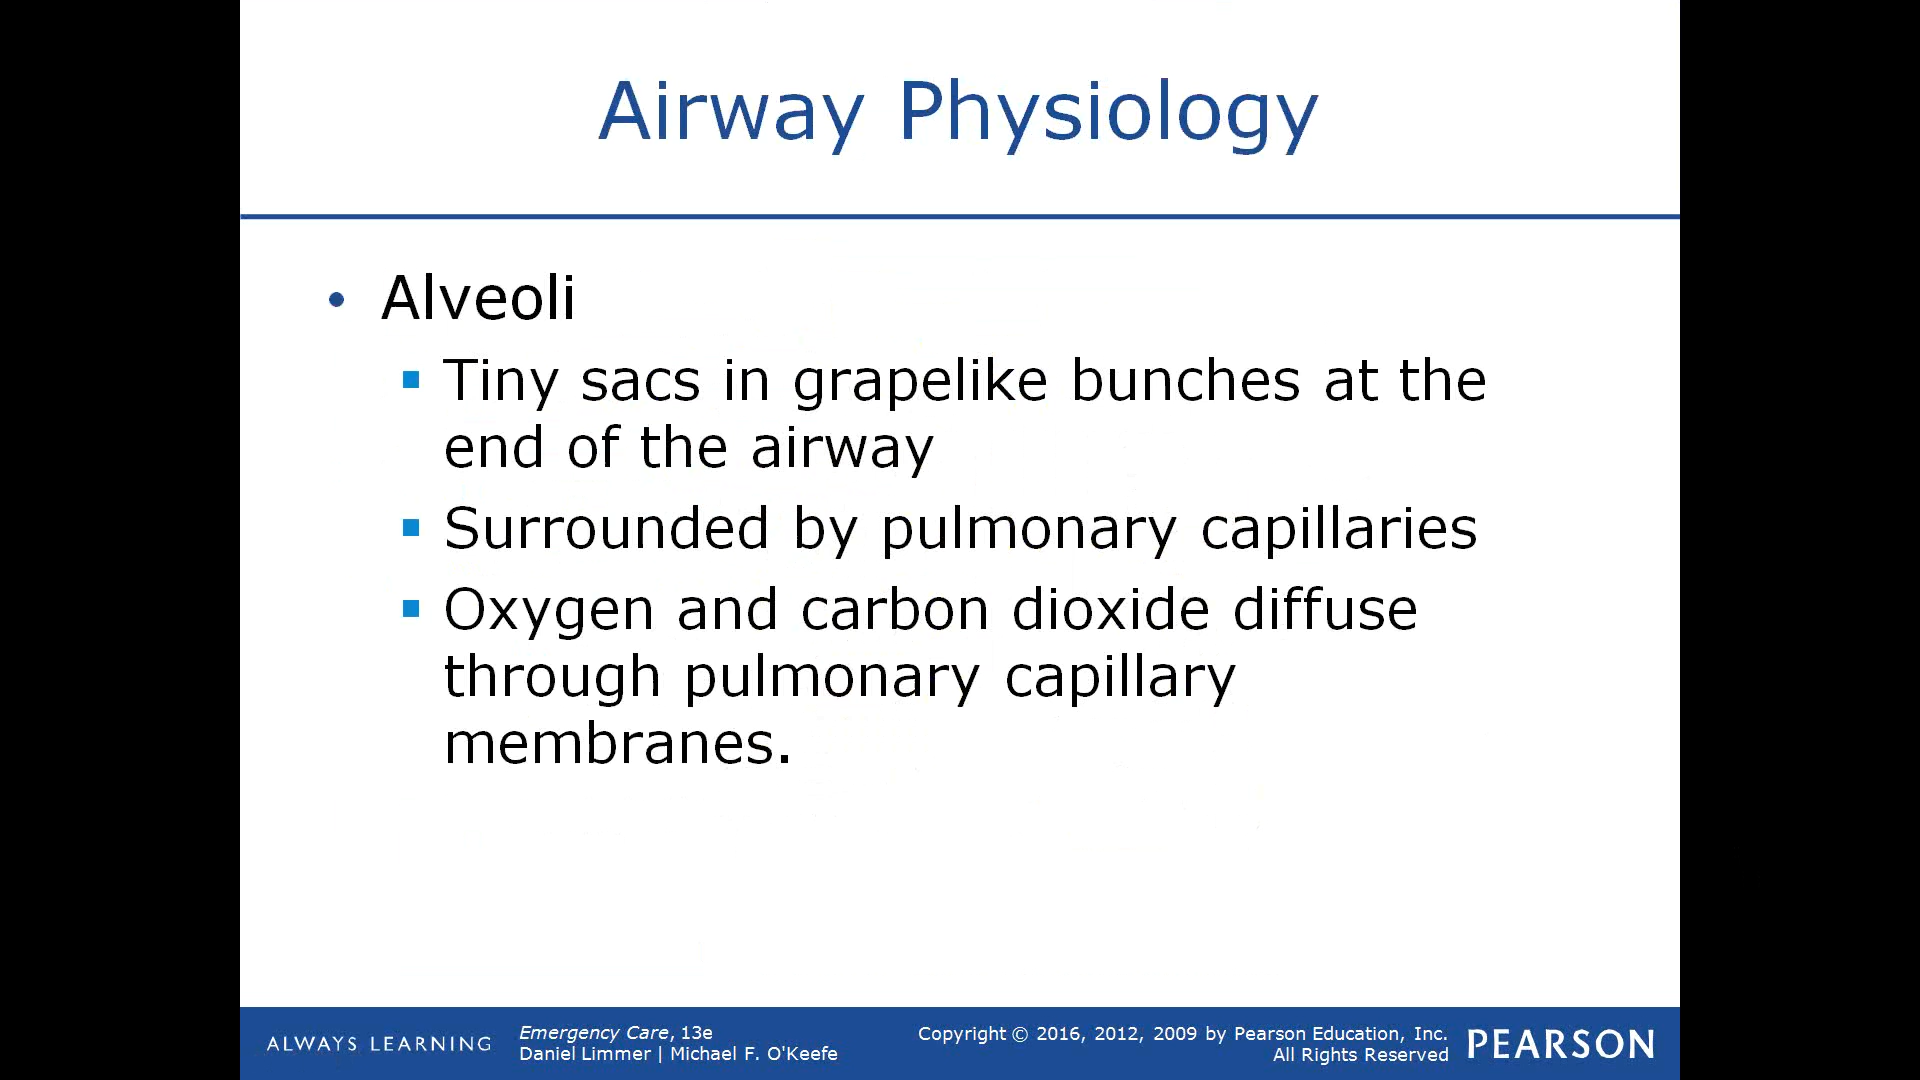 Airway Physiology
• Alveoli
▪ Tiny sacs in grapelike bunches at the
end of the airway
▪ Surrounded by pulmonary capillaries
▪ Oxygen and carbon dioxide diffuse
through pulmonary capillary
membranes.
ALWAYS LEARNING
Emergency Care, 13e
Daniel Limmer | Michael F. O'Keefe
Copyright © 2016, 2012, 2009 by Pearson Education, Inc.
All Rights Reserved
PEARSON